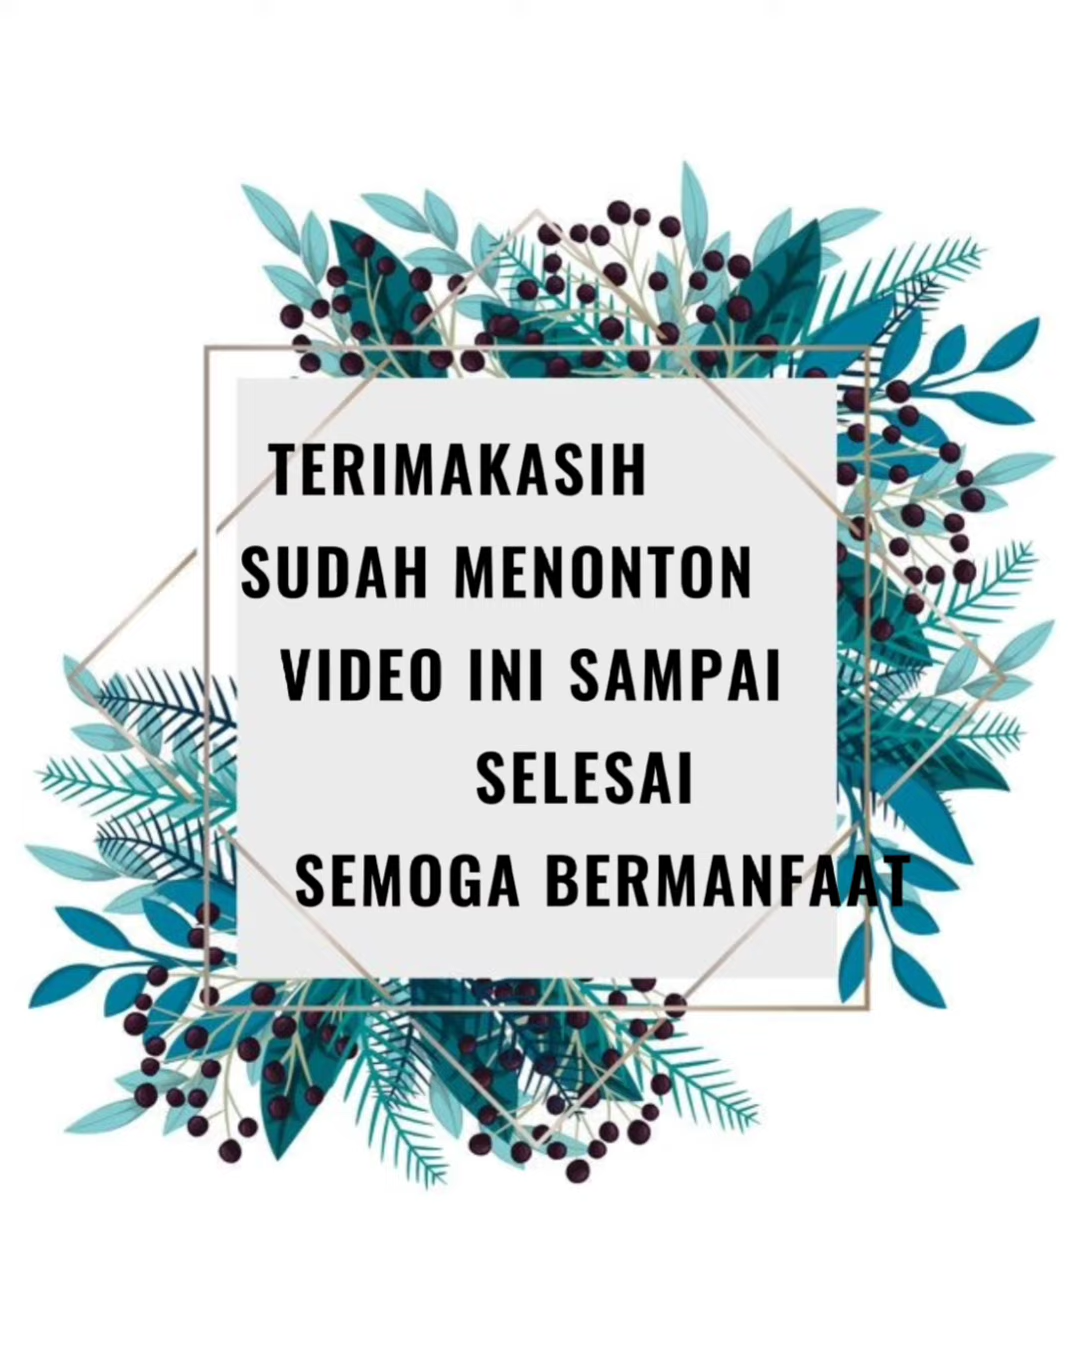 TERIMAKASIH
SUDAH MENONTON
VIDEO INI SAMPAI
SELESAI
SEMOGA BERMANFAAT